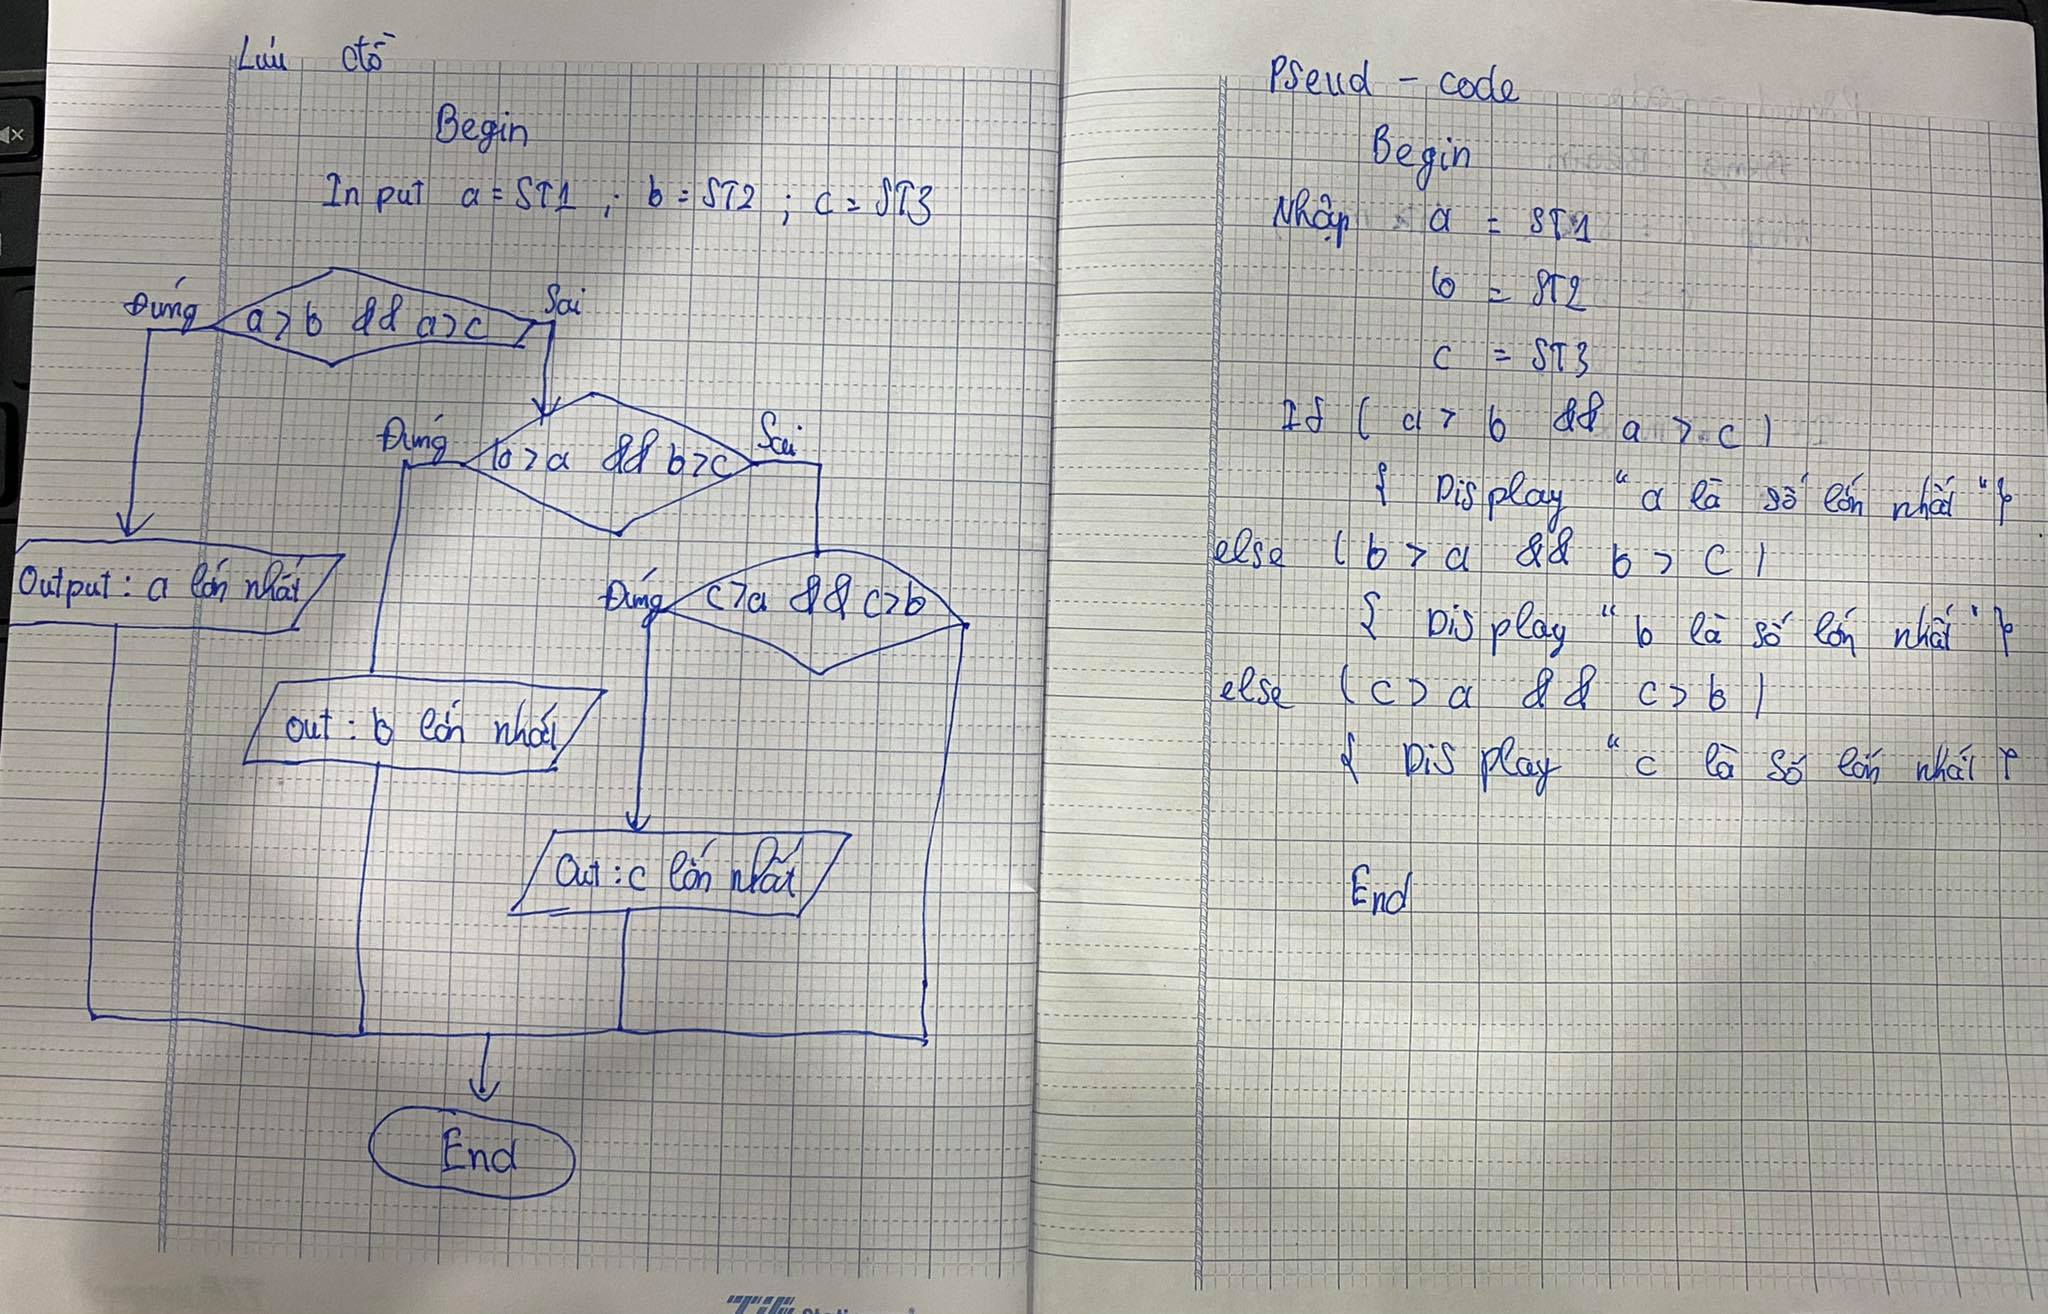 Lưu đồ
Begin
Input a = ST1 ; b = ST2 ; c = ST3
Đúng
a > b && a > c
Sai
Đúng
b > a && b > c
Sai
Output : a lớn nhất
Đúng
c > a && c > b
Out : b lớn nhất
Out : c lớn nhất
End
Pseud - code
Begin
Nhập a = ST1
b = ST2
c = ST3
If ( a > b && a > c )
{ Display “ a là số lớn nhất “ }
else ( b > a && b > c )
{ Display “ b là số lớn nhất “ }
else ( c > a && c > b )
{ Display “ c là số lớn nhất }
End